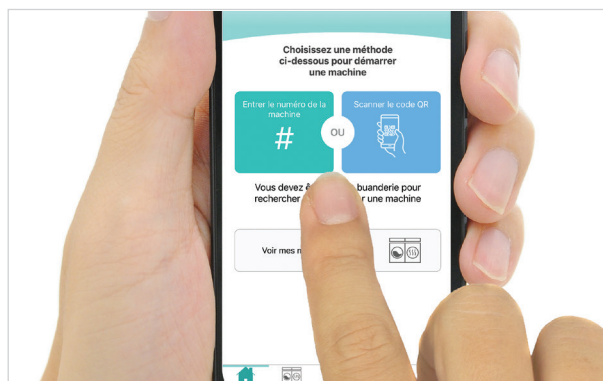 Choisissez une méthode
ci-dessous pour démarrer
une machine
Entrer le numéro de la
machine
#
OU
Scanner le code QR
Vous devez buanderie pour
rechercher une machine
Voir mes